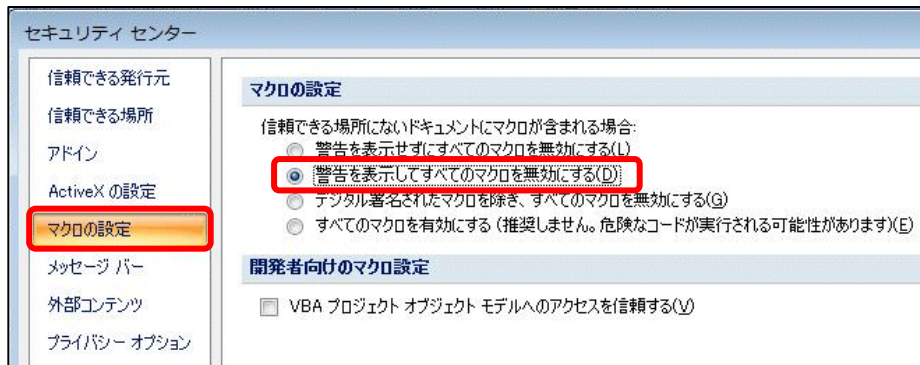 セキュリティ センター
信頼できる発行元
信頼できる場所
アドイン
ActiveX の設定
マクロの設定
メッセージ バー
外部コンテンツ
プライバシー オプション
マクロの設定
信頼できる場所にないドキュメントにマクロが含まれる場合:
警告を表示せずにすべてのマクロを無効にする(L)
警告を表示してすべてのマクロを無効にする(D)
デジタル署名されたマクロを除き、すべてのマクロを無効にする(G)
すべてのマクロを有効にする (推奨しません。危険なコードが実行される可能性があります)(E)
開発者向けのマクロ設定
VBA プロジェクト オブジェクト モデルへのアクセスを信頼する(V)